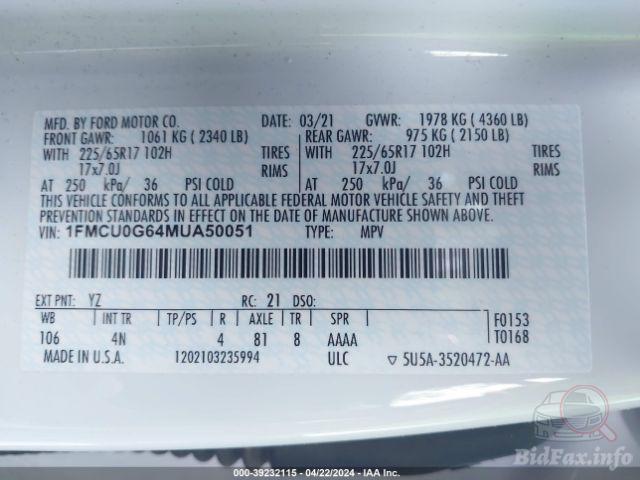 MFD. BY FORD MOTOR CO. DATE: 03/21 GVWR: 1978 KG ( 4360 LB)
FRONT GAWR: 1061 KG ( 2340 LB) REAR GAWR: 975 KG ( 2150 LB)
WITH 225/65R17 102H TIRES WITH 225/65R17 102H TIRES
17x7.0J RIMS 17x7.0J RIMS
AT 250 kPa/ 36 PSI COLD AT 250 kPa/ 36 PSI COLD
THIS VEHICLE CONFORMS TO ALL APPLICABLE FEDERAL MOTOR VEHICLE SAFETY AND THEFT
PREVENTION STANDARDS IN EFFECT ON THE DATE OF MANUFACTURE SHOWN ABOVE.
VIN: 1FMCU0G64MUA50051 TYPE: MPV
EXT PNT: YZ RC: 21 DSO:
WB INT TR TP/PS R AXLE TR SPR F0153
106 4N 4 81 8 AAAA T0168
MADE IN U.S.A. 1202103235994 ULC ▽ 5U5A-3520472-AA
BidFax.info
000-39232115 - 04/22/2024 - IAA Inc.